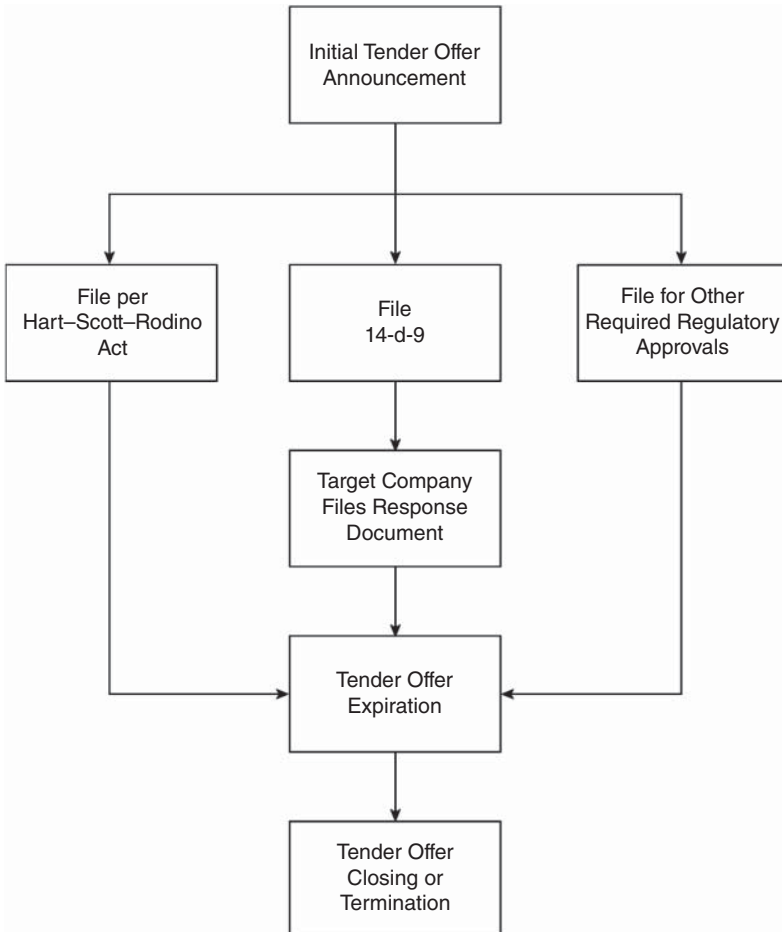 Initial Tender Offer
Announcement
File per
Hart–Scott–Rodino
Act
File
14-d-9
File for Other
Required Regulatory
Approvals
Target Company
Files Response
Document
Tender Offer
Expiration
Tender Offer
Closing or
Termination